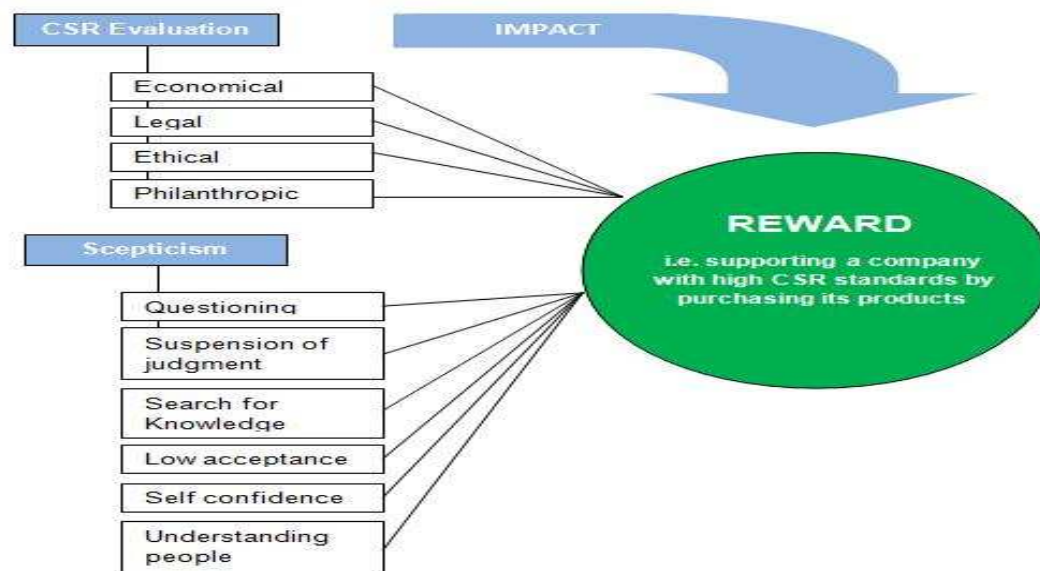 CSR Evaluation
IMPACT
Economical
Legal
Ethical
Philanthropic
REWARD
i.e. supporting a company
with high CSR standards by
purchasing its products
Scepticism
Questioning
Suspension of
judgment
Search for
Knowledge
Low acceptance
Self confidence
Understanding
people